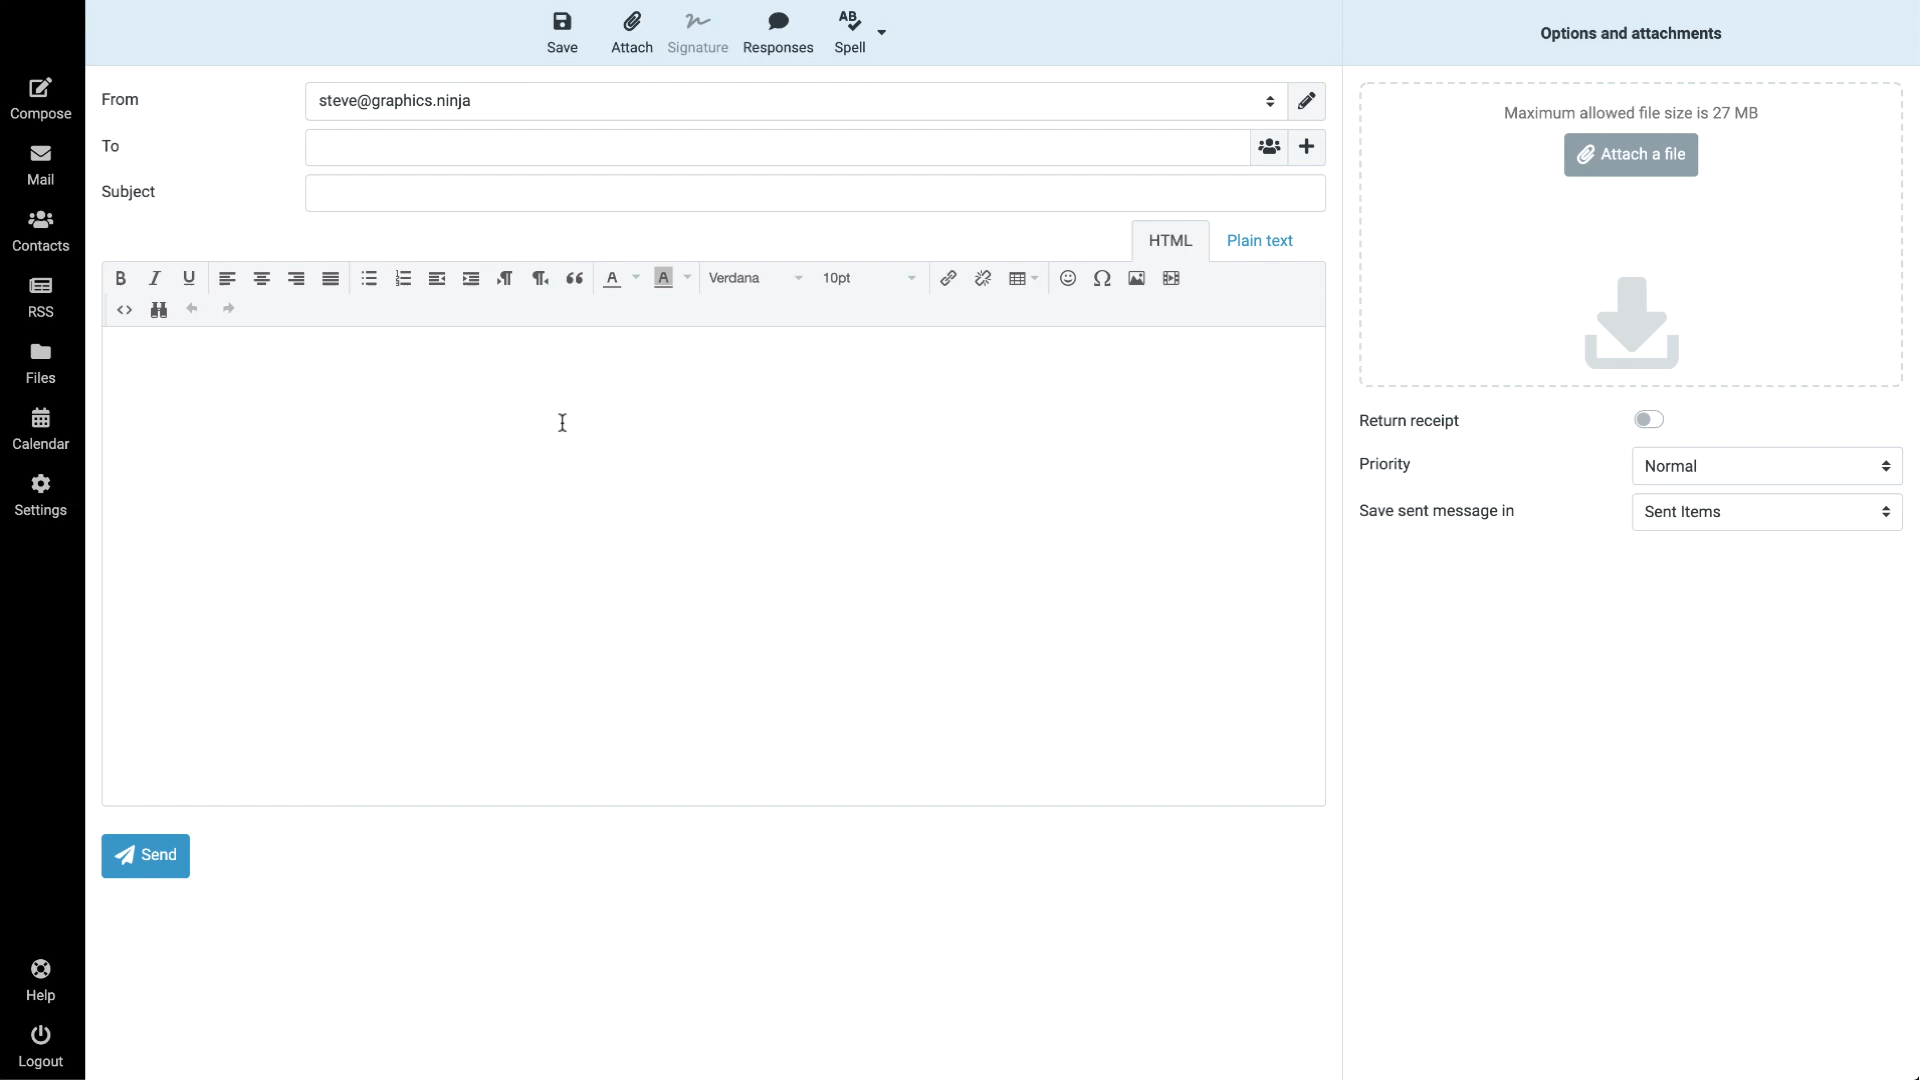 Save
Attach
Signature
Responses
AB
Spell
Options and attachments
Compose
Mail
Contacts
RSS
Files
Calendar
Settings
Help
Logout
From
steve@graphics.ninja
To
Subject
HTML
Plain text
B I U
A A Verdana 10pt Ω
Maximum allowed file size is 27 MB
Attach a file
Return receipt
Priority
Normal
Save sent message in
Sent Items
Send